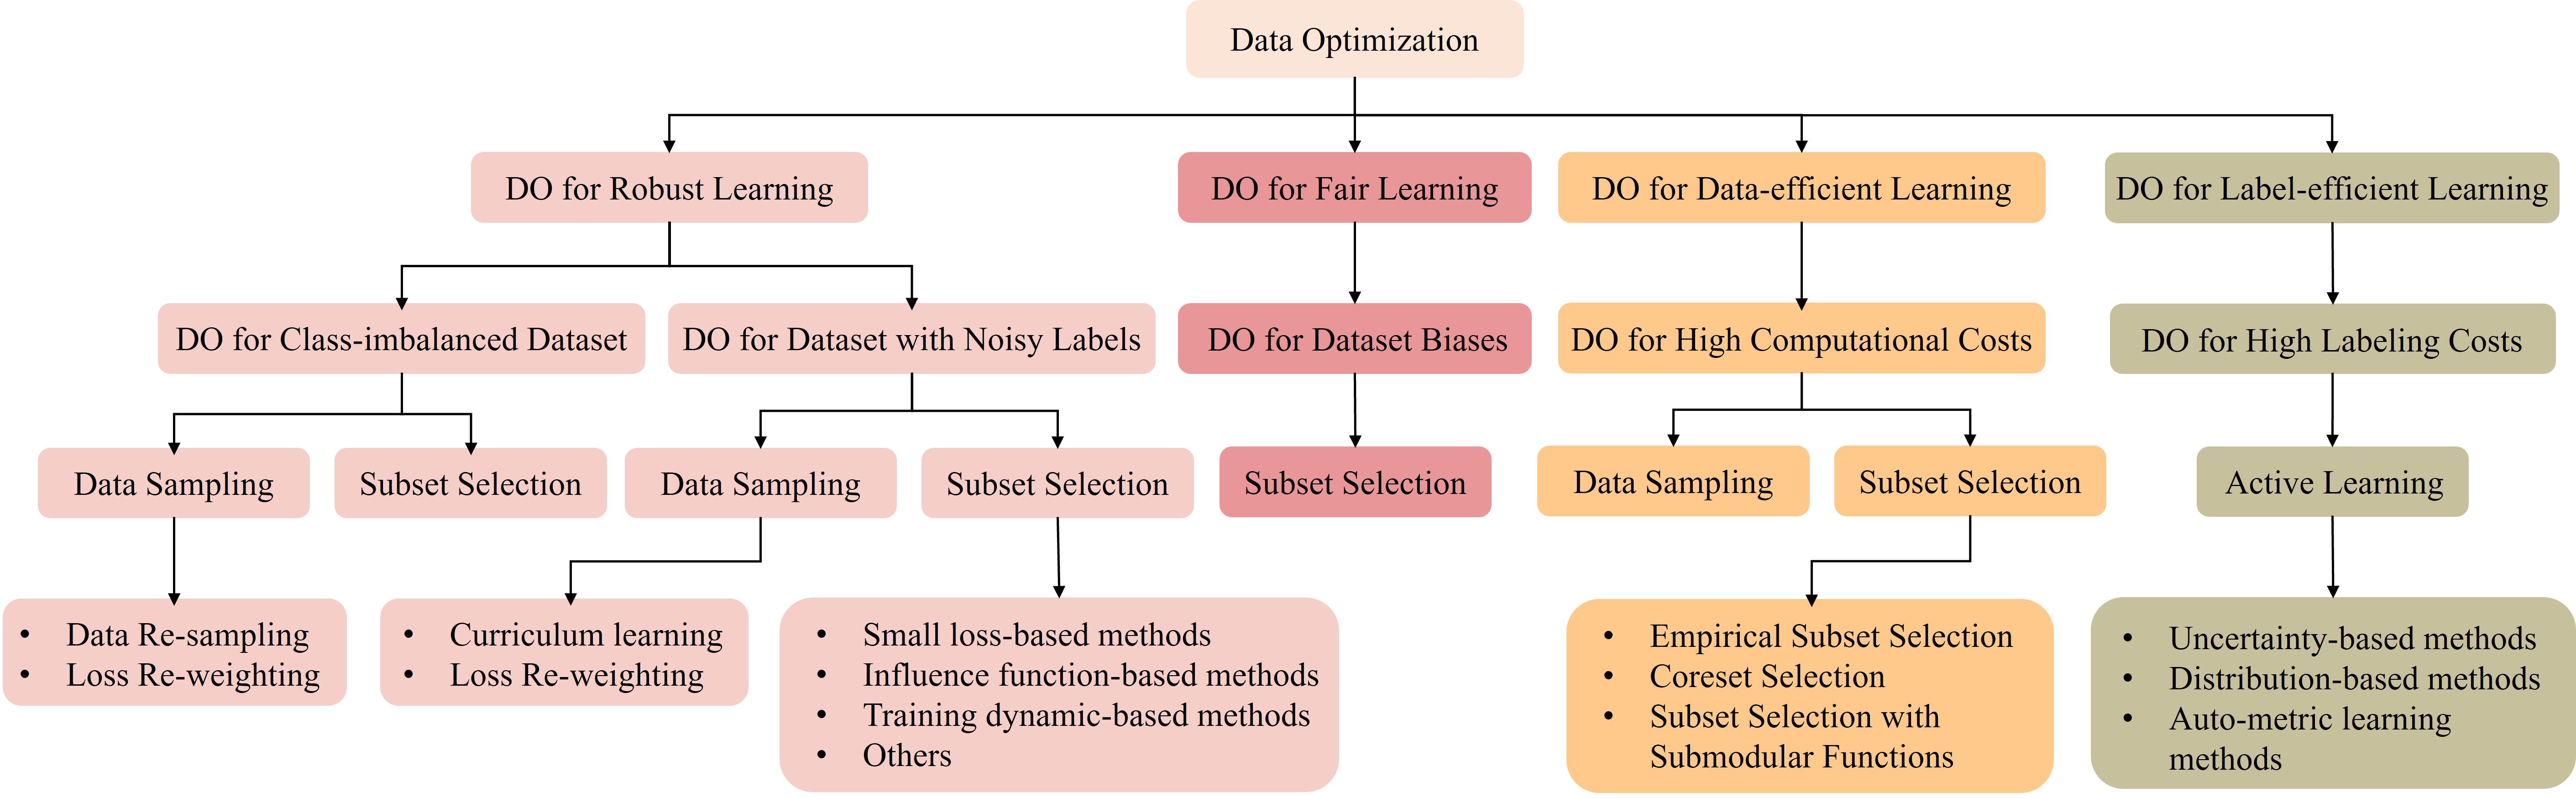 Data Optimization
DO for Robust Learning
DO for Fair Learning
DO for Data-efficient Learning
DO for Label-efficient Learning
DO for Class-imbalanced Dataset
DO for Dataset with Noisy Labels
DO for Dataset Biases
DO for High Computational Costs
DO for High Labeling Costs
Data Sampling
Subset Selection
Data Sampling
Subset Selection
Subset Selection
Data Sampling
Subset Selection
Active Learning
• Data Re-sampling
• Loss Re-weighting
• Curriculum learning
• Loss Re-weighting
• Small loss-based methods
• Influence function-based methods
• Training dynamic-based methods
• Others
• Empirical Subset Selection
• Coreset Selection
• Subset Selection with
Submodular Functions
• Uncertainty-based methods
• Distribution-based methods
• Auto-metric learning
methods